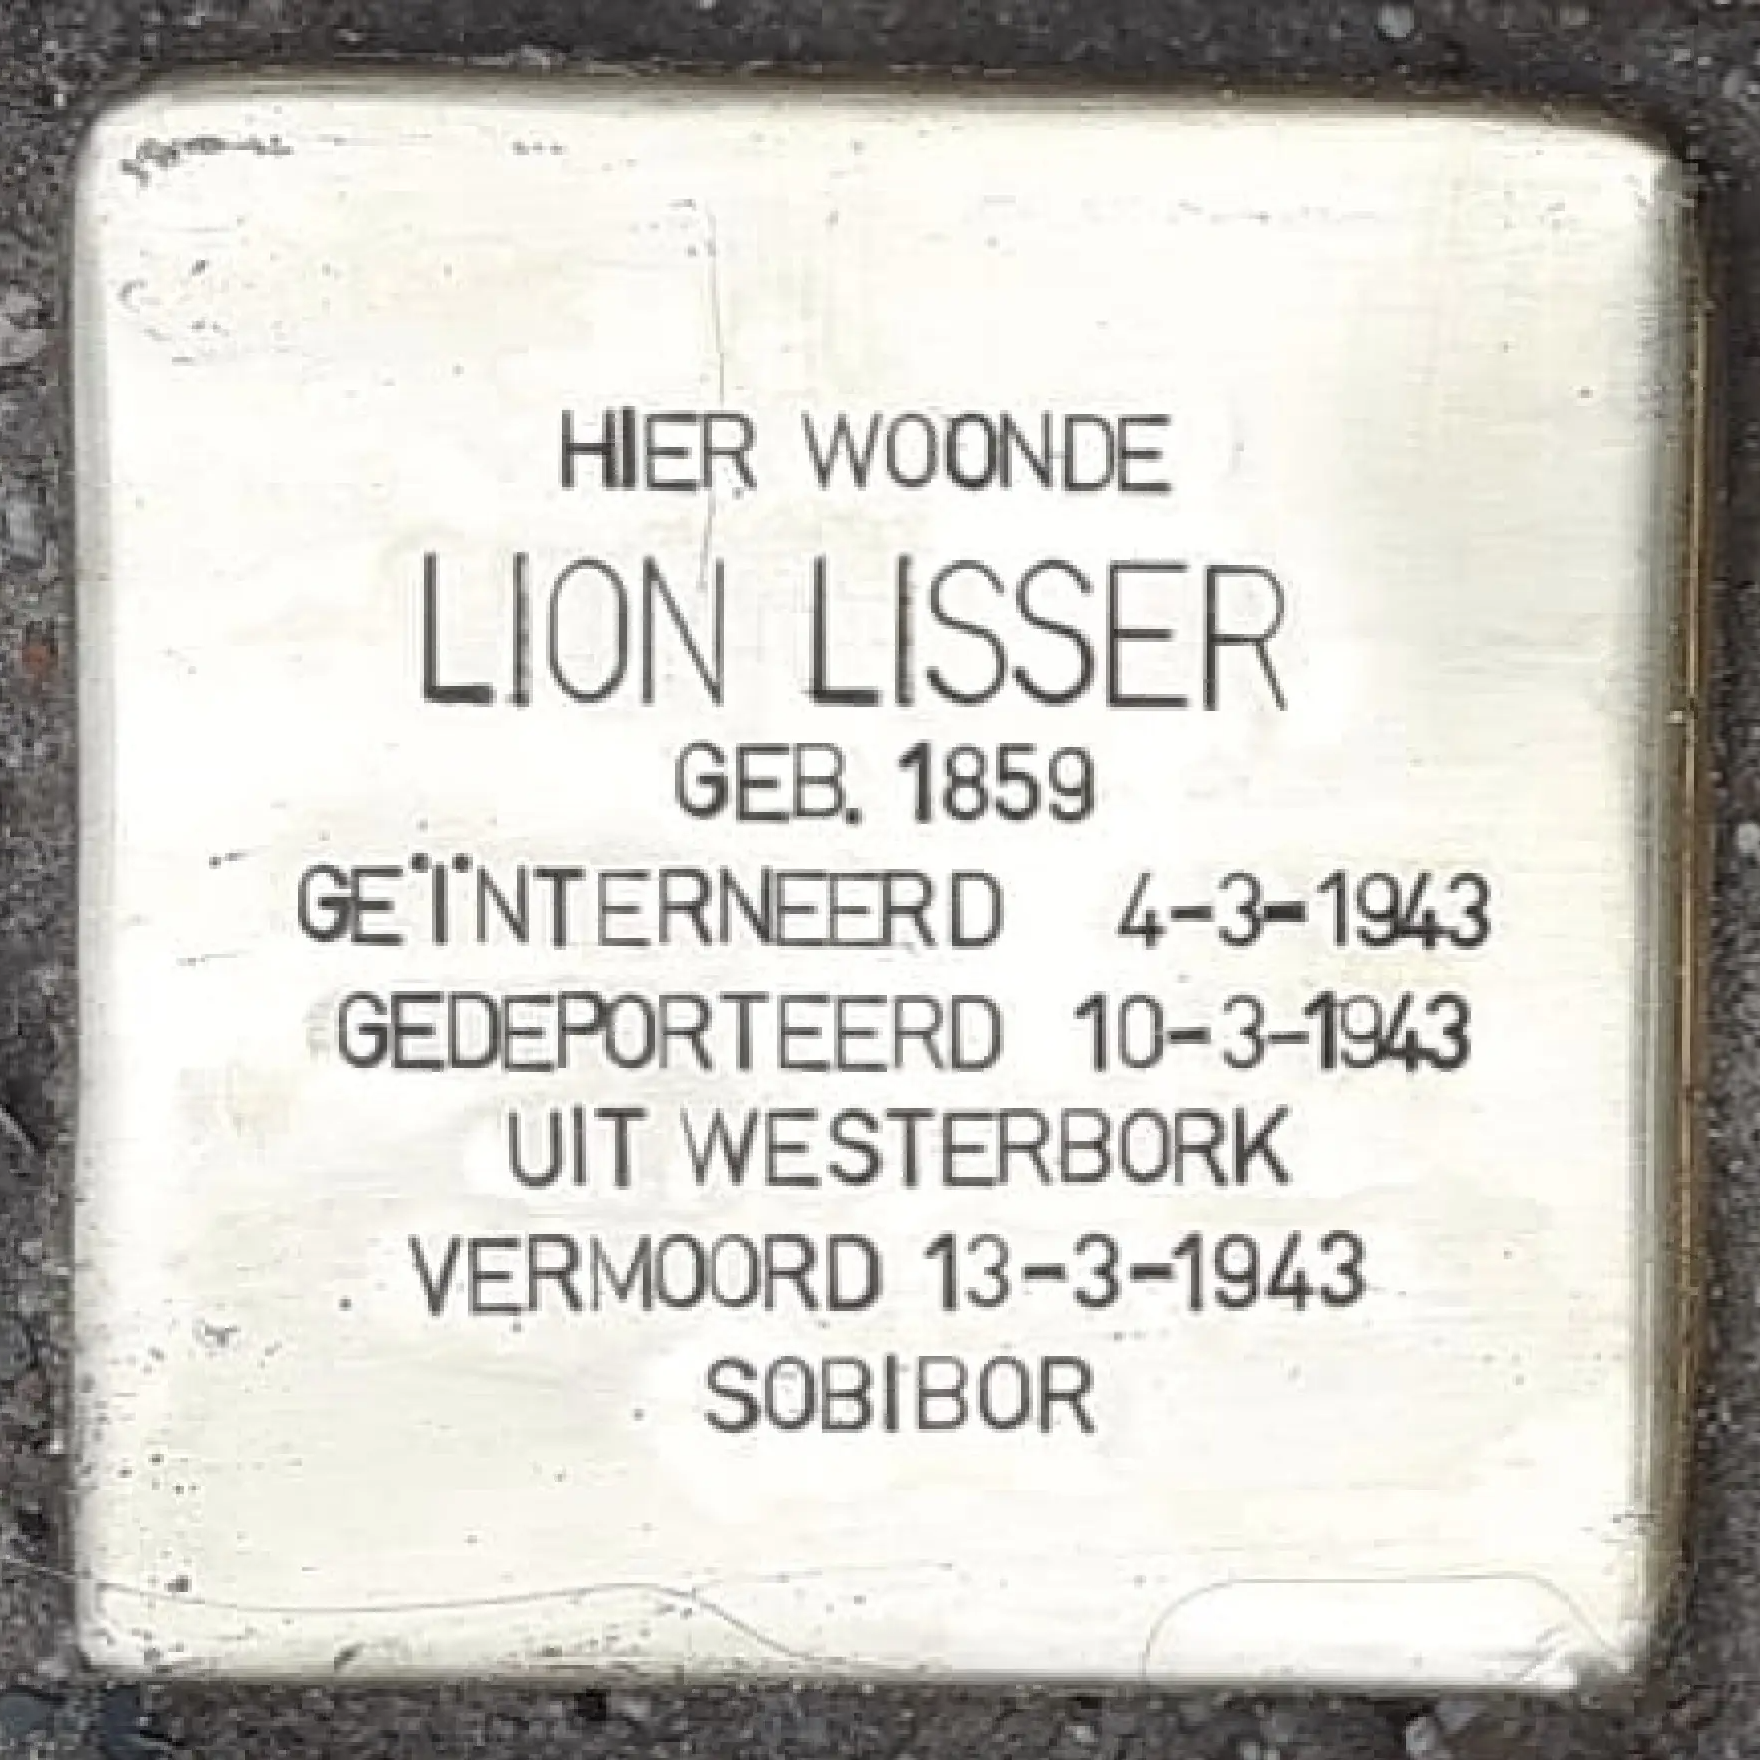 HIER WOONDE
LION LISSER
GEB. 1859
GEÏNTERNEERD 4-3-1943
GEDEPORTEERD 10-3-1943
UIT WESTERBORK
VERMOORD 13-3-1943
SOBIBOR